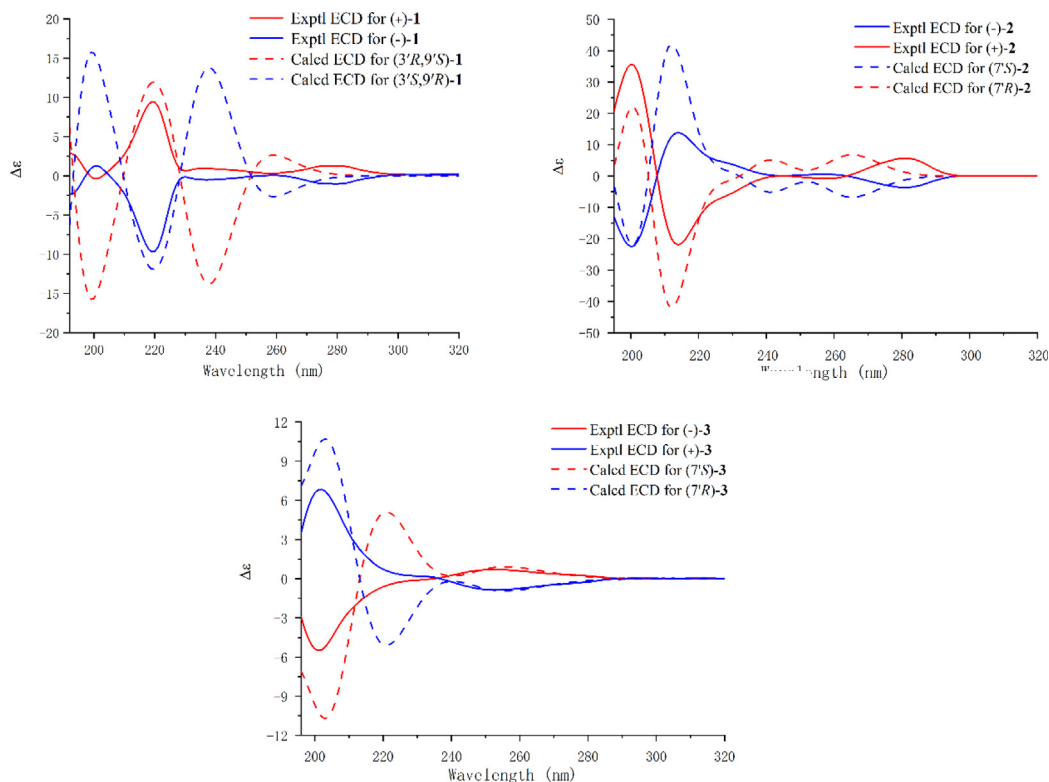 Δε
20
15
10
5
0
-5
-10
-15
-20
200 220 240 260 280 300 320
Wavelength (nm)
Exptl ECD for (+)-1
Exptl ECD for (-)-1
Calcd ECD for (3'R,9'S)-1
Calcd ECD for (3'S,9'R)-1
Δε
50
40
30
20
10
0
-10
-20
-30
-40
-50
200 220 240 260 280 300 320
(nm)
Exptl ECD for (-)-2
Exptl ECD for (+)-2
Calcd ECD for (7'S)-2
Calcd ECD for (7'R)-2
Δε
12
9
6
3
0
-3
-6
-9
-12
200 220 240 260 280 300 320
Wavelength (nm)
Exptl ECD for (-)-3
Exptl ECD for (+)-3
Calcd ECD for (7'S)-3
Calcd ECD for (7'R)-3